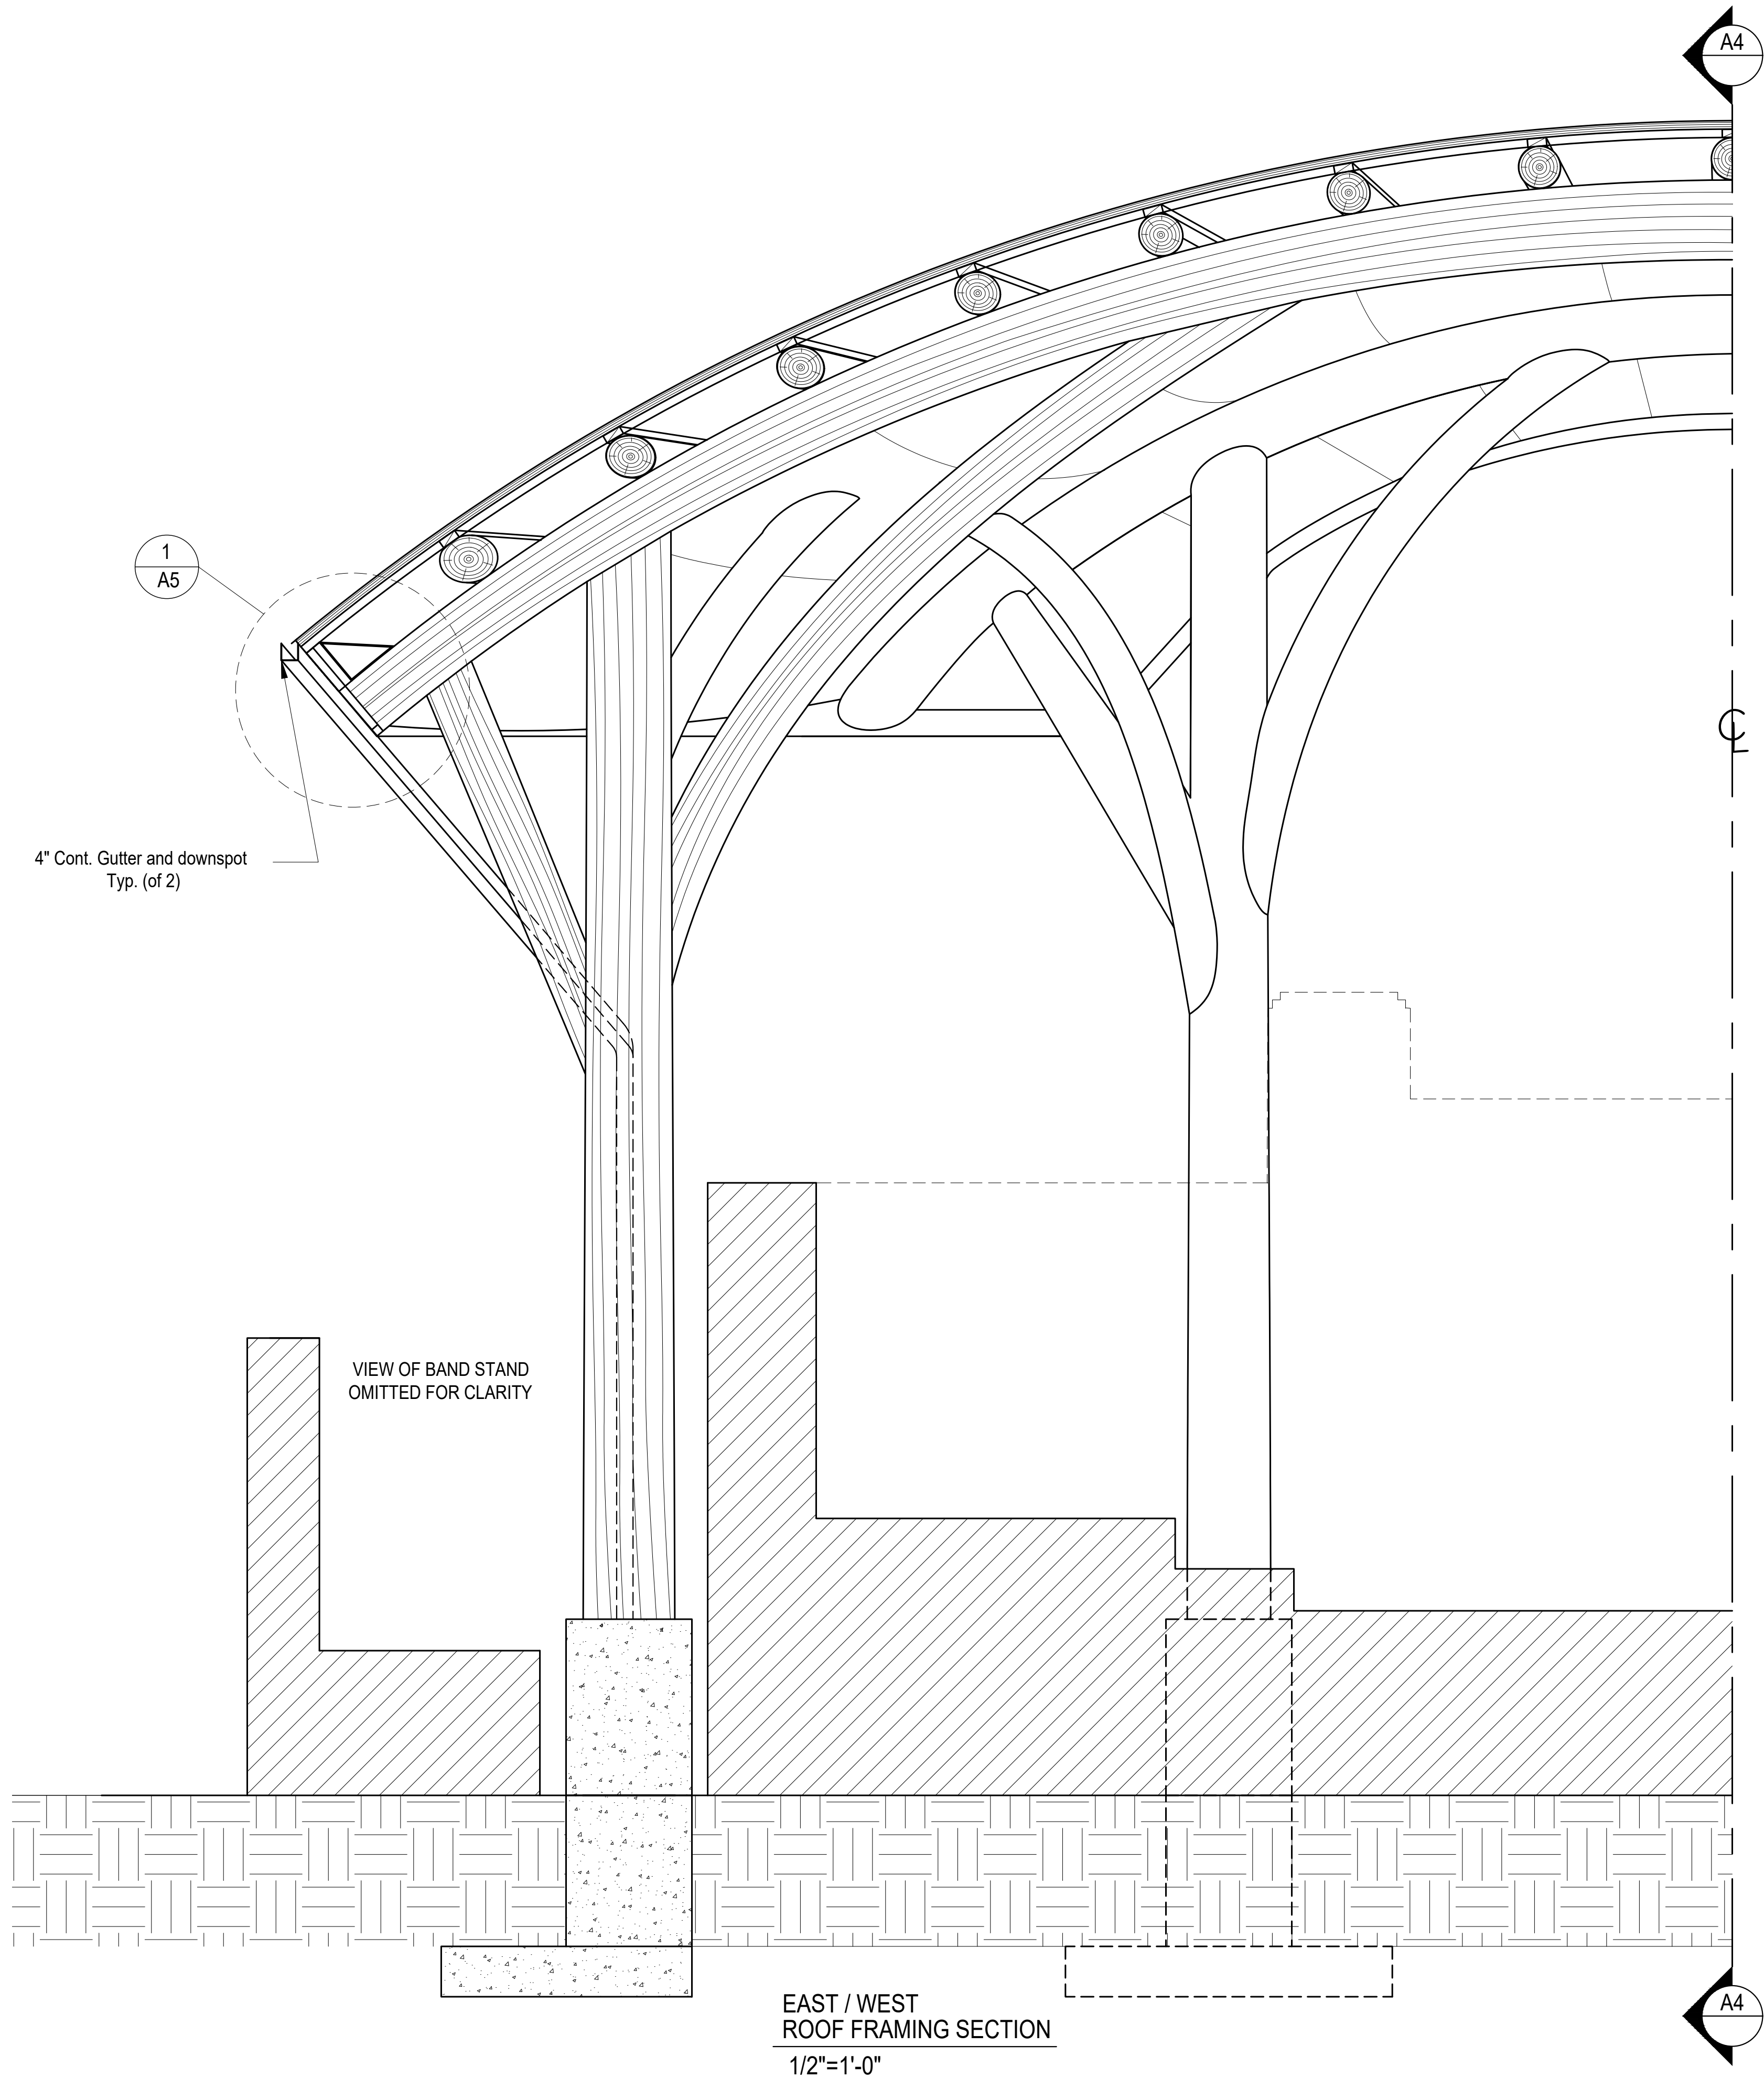 A4
1
A5
℄
4" Cont. Gutter and downspot
Typ. (of 2)
VIEW OF BAND STAND
OMITTED FOR CLARITY
EAST / WEST
ROOF FRAMING SECTION
1/2"=1'-0"
A4